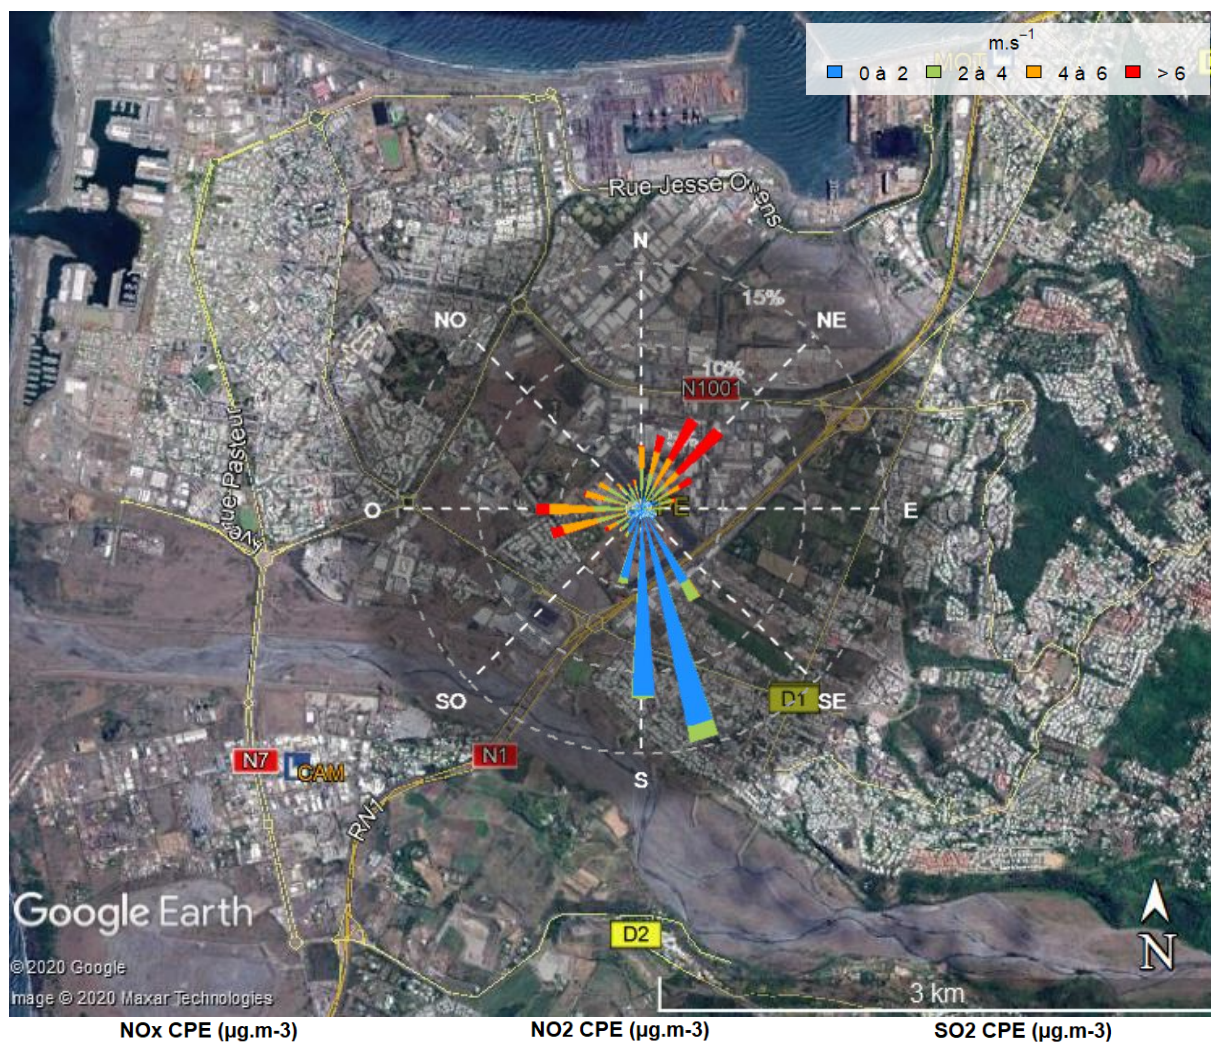 m.s−1
0 à 2 2 à 4 4 à 6 > 6
Rue Jesse Owens
N
15%
NO
NE
10%
N1001
Avenue Pasteur
O
E
E
SO
D1
SE
N7
CAM
N1
S
RN1
Google Earth
D2
N
© 2020 Google
Image © 2020 Maxar Technologies
3 km
NOx CPE (µg.m-3) NO2 CPE (µg.m-3) SO2 CPE (µg.m-3)